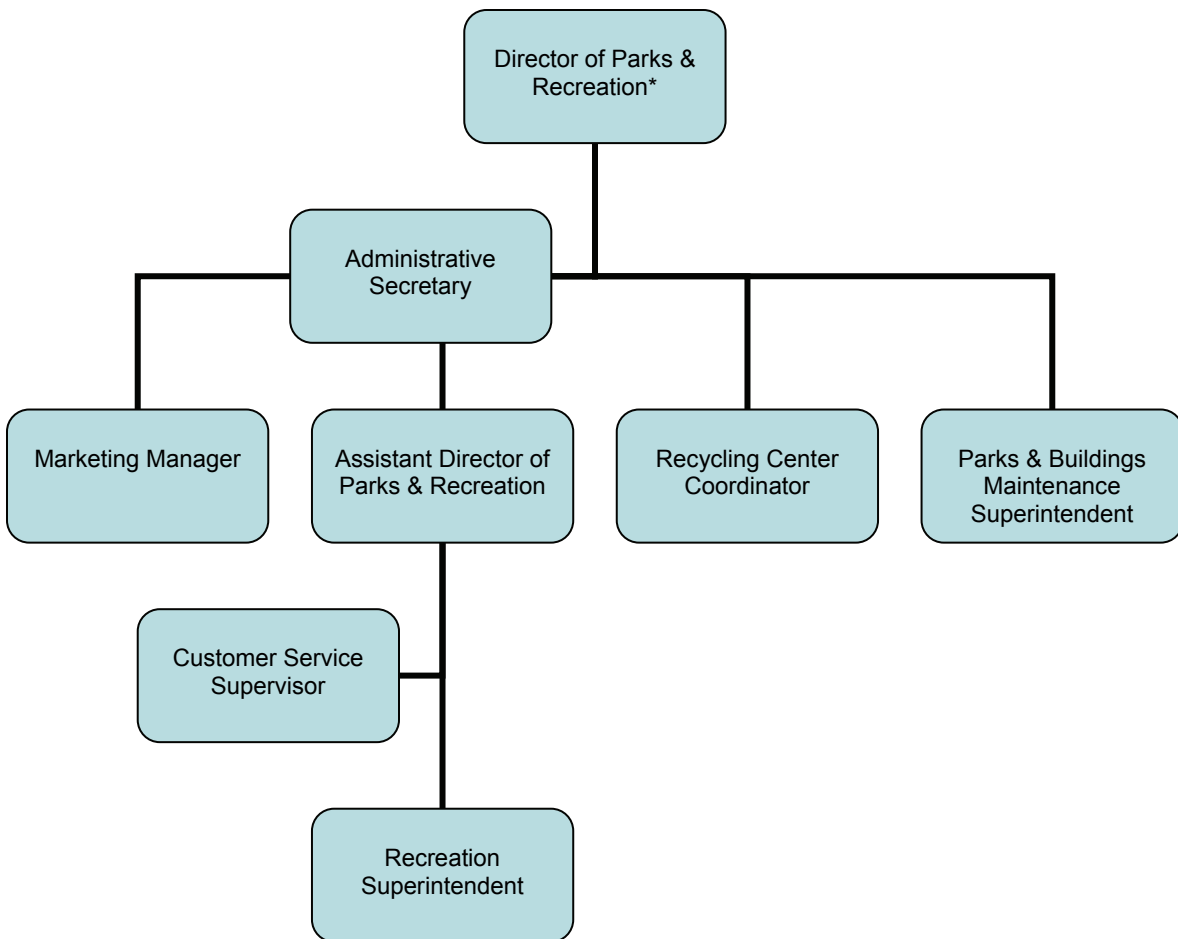 Director of Parks &
Recreation*
Administrative
Secretary
Marketing Manager
Assistant Director of
Parks & Recreation
Recycling Center
Coordinator
Parks & Buildings
Maintenance
Superintendent
Customer Service
Supervisor
Recreation
Superintendent